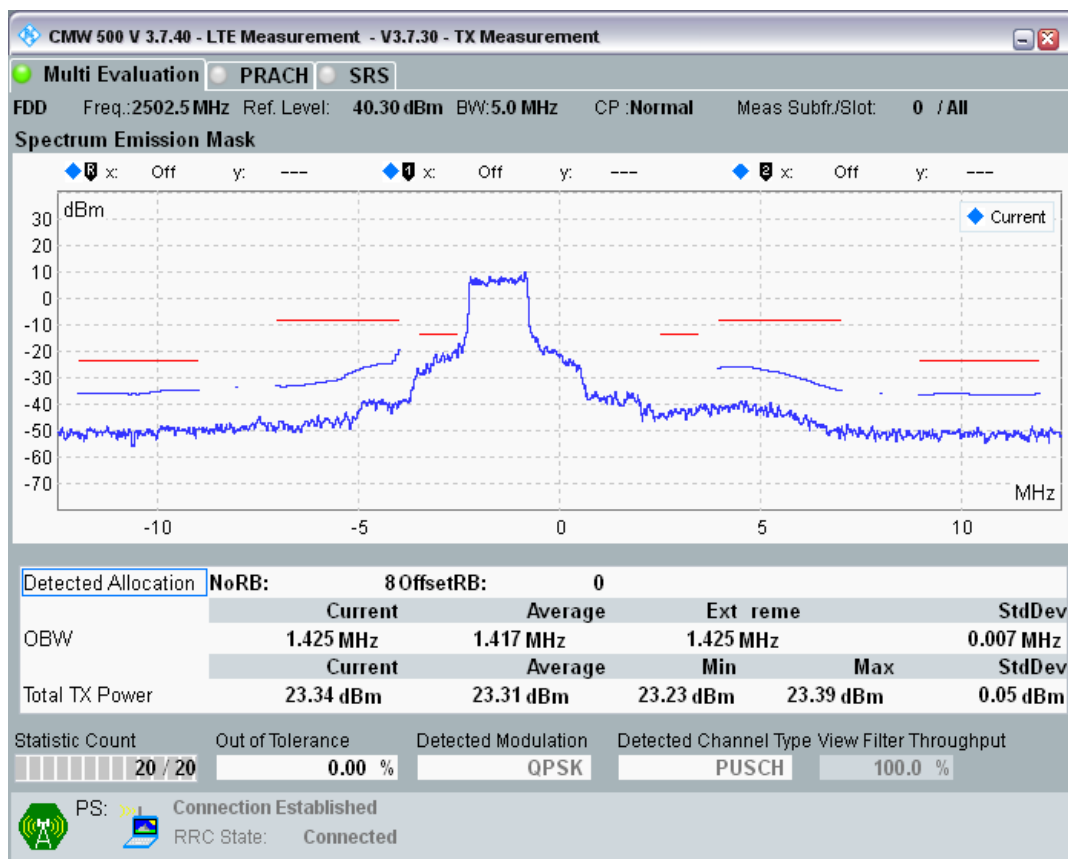 CMW 500 V 3.7.40 - LTE Measurement - V3.7.30 - TX Measurement
Multi Evaluation PRACH SRS
FDD Freq.:2502.5 MHz Ref. Level: 40.30 dBm BW:5.0 MHz CP :Normal Meas Subfr./Slot: 0 / All
Spectrum Emission Mask
R x: Off y: --- 1 x: Off y: --- 2 x: Off y: ---
dBm
Current
30
20
10
0
-10
-20
-30
-40
-50
-60
-70
MHz
-10 -5 0 5 10
Detected Allocation NoRB: 8 OffsetRB: 0
Current Average Ext reme StdDev
OBW 1.425 MHz 1.417 MHz 1.425 MHz 0.007 MHz
Current Average Min Max StdDev
Total TX Power 23.34 dBm 23.31 dBm 23.23 dBm 23.39 dBm 0.05 dBm
Statistic Count Out of Tolerance Detected Modulation Detected Channel Type View Filter Throughput
20 / 20 0.00 % QPSK PUSCH 100.0 %
PS: Connection Established
RRC State: Connected